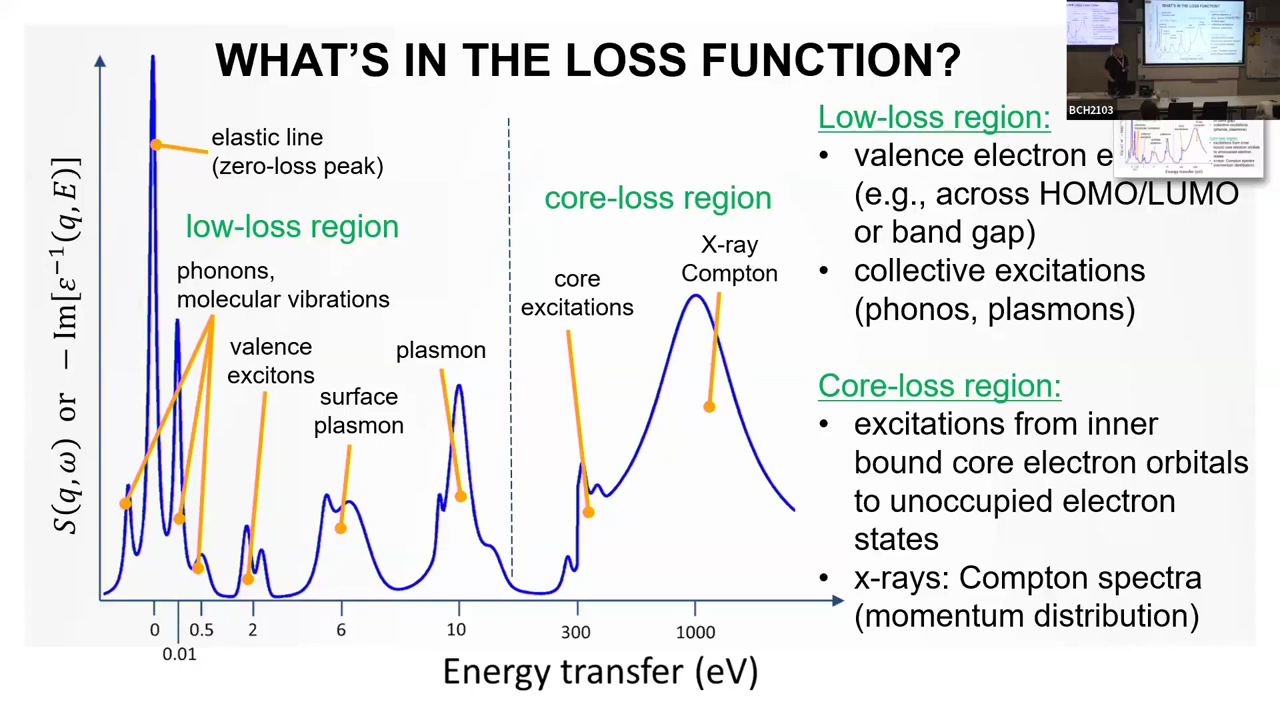 WHAT'S IN THE LOSS FUNCTION?
BCH2103
S(q,ω) or −Im[ε⁻¹(q,E)]
elastic line
(zero-loss peak)
low-loss region
core-loss region
phonons,
molecular vibrations
valence
excitons
surface
plasmon
plasmon
core
excitations
X-ray
Compton
0
0.01
0.5
2
6
10
300
1000
Energy transfer (eV)
Low-loss region:
• valence electron
(e.g., across HOMO/LUMO
or band gap)
• collective excitations
(phonos, plasmons)
Core-loss region:
• excitations from inner
bound core electron orbitals
to unoccupied electron
states
• x-rays: Compton spectra
(momentum distribution)